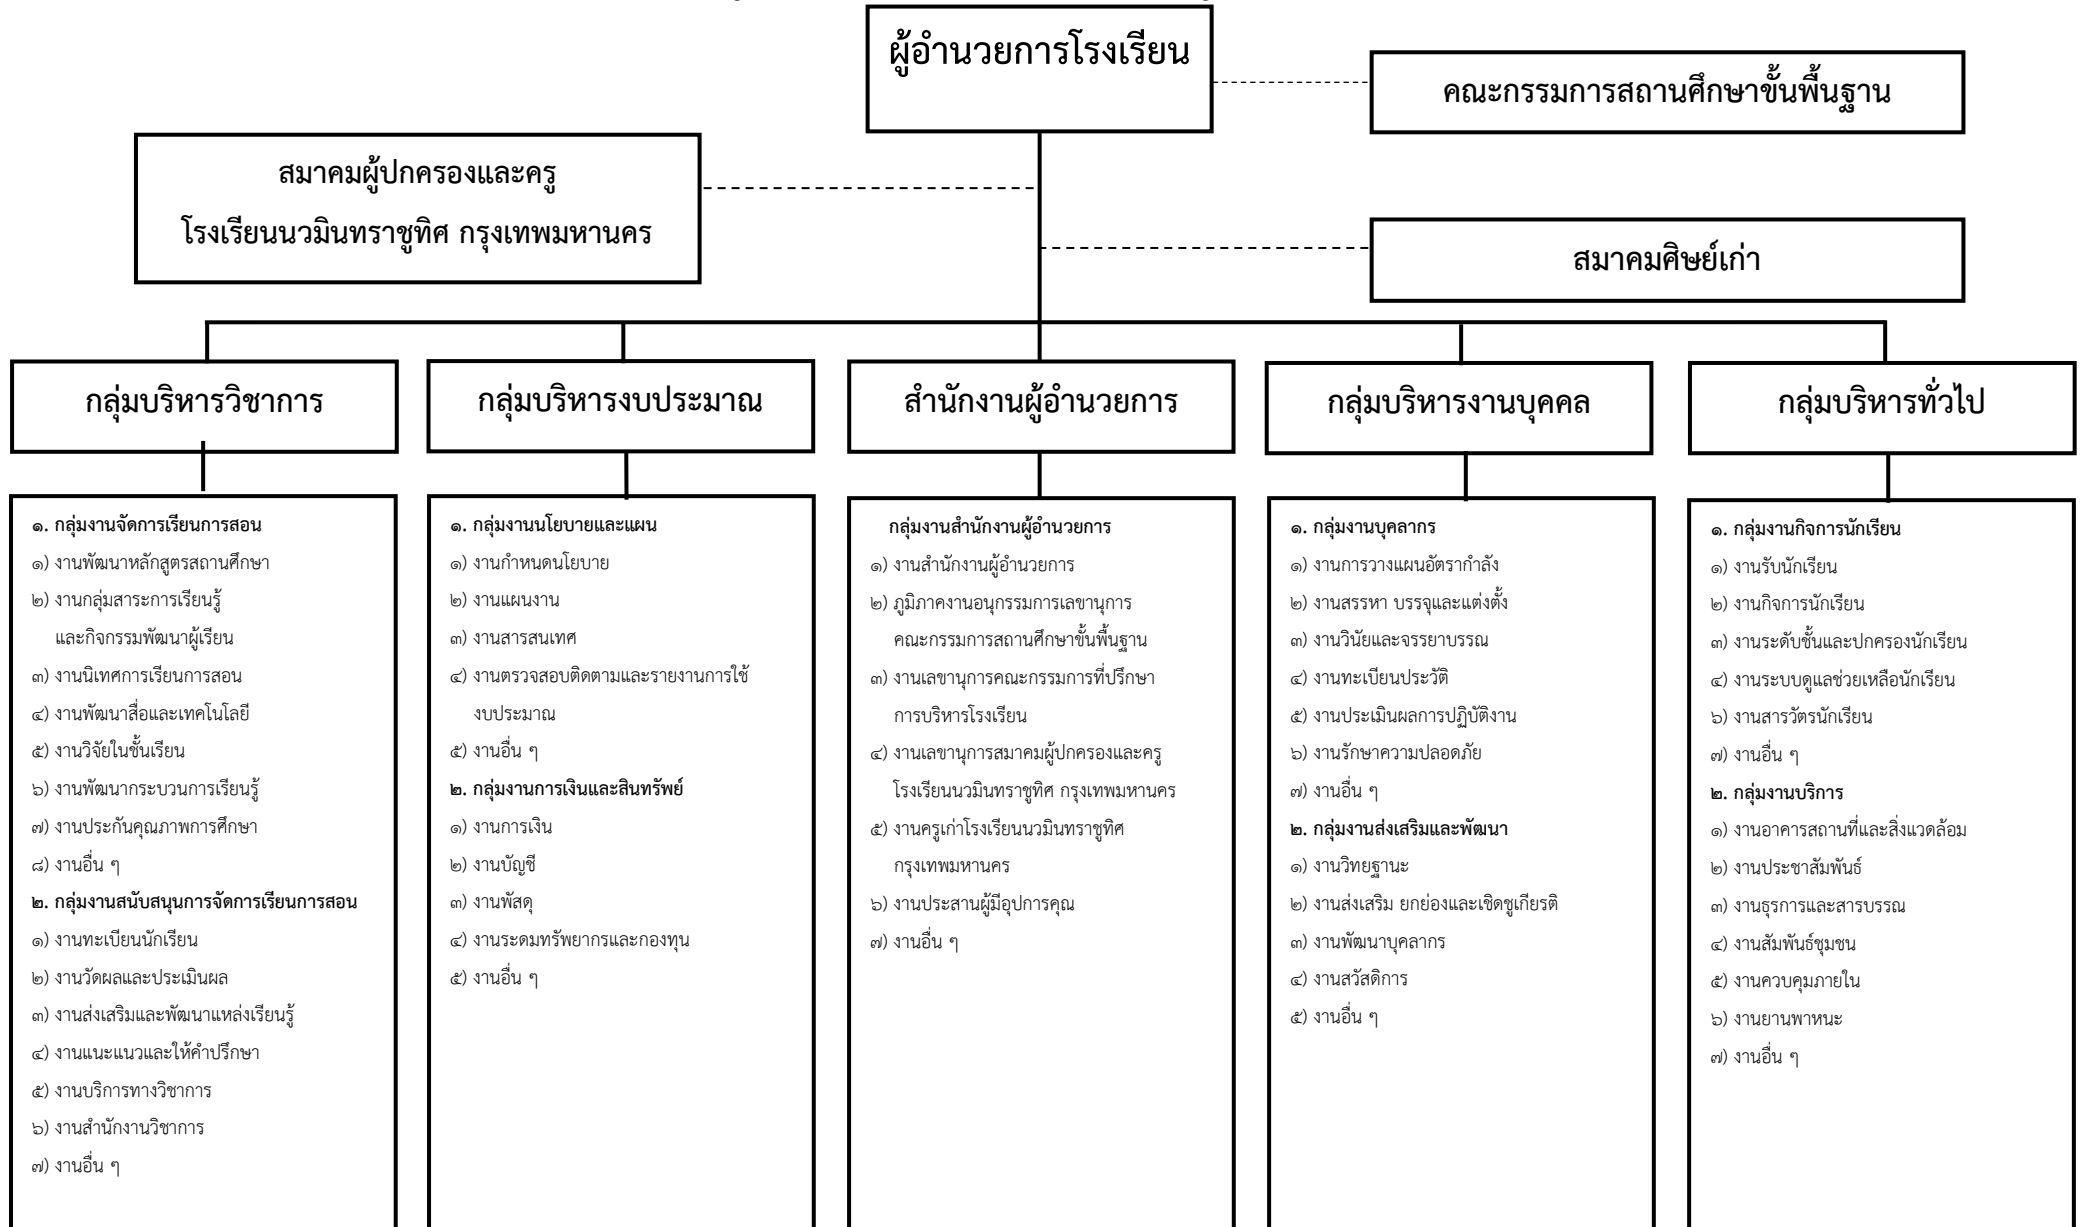 ผู้อำนวยการโรงเรียน
คณะกรรมการสถานศึกษาขั้นพื้นฐาน
สมาคมผู้ปกครองและครู
โรงเรียนนวมินทราชูทิศ กรุงเทพมหานคร
สมาคมศิษย์เก่า
กลุ่มบริหารวิชาการ
กลุ่มบริหารงบประมาณ
สำนักงานผู้อำนวยการ
กลุ่มบริหารงานบุคคล
กลุ่มบริหารทั่วไป
๑. กลุ่มงานจัดการเรียนการสอน
๑) งานพัฒนาหลักสูตรสถานศึกษา
๒) งานกลุ่มสาระการเรียนรู้
และกิจกรรมพัฒนาผู้เรียน
๓) งานนิเทศการเรียนการสอน
๔) งานพัฒนาสื่อและเทคโนโลยี
๕) งานวิจัยในชั้นเรียน
๖) งานพัฒนากระบวนการเรียนรู้
๗) งานประกันคุณภาพการศึกษา
๘) งานอื่น ๆ
๒. กลุ่มงานสนับสนุนการจัดการเรียนการสอน
๑) งานทะเบียนนักเรียน
๒) งานวัดผลและประเมินผล
๓) งานส่งเสริมและพัฒนาแหล่งเรียนรู้
๔) งานแนะแนวและให้คำปรึกษา
๕) งานบริการทางวิชาการ
๖) งานสำนักงานวิชาการ
๗) งานอื่น ๆ
๑. กลุ่มงานนโยบายและแผน
๑) งานกำหนดนโยบาย
๒) งานแผนงาน
๓) งานสารสนเทศ
๔) งานตรวจสอบติดตามและรายงานการใช้
งบประมาณ
๕) งานอื่น ๆ
๒. กลุ่มงานการเงินและสินทรัพย์
๑) งานการเงิน
๒) งานบัญชี
๓) งานพัสดุ
๔) งานระดมทรัพยากรและกองทุน
๕) งานอื่น ๆ
กลุ่มงานสำนักงานผู้อำนวยการ
๑) งานสำนักงานผู้อำนวยการ
๒) ภูมิภาคงานอนุกรรมการเลขานุการ
คณะกรรมการสถานศึกษาขั้นพื้นฐาน
๓) งานเลขานุการคณะกรรมการที่ปรึกษา
การบริหารโรงเรียน
๔) งานเลขานุการสมาคมผู้ปกครองและครู
โรงเรียนนวมินทราชูทิศ กรุงเทพมหานคร
๕) งานครูเก่าโรงเรียนนวมินทราชูทิศ
กรุงเทพมหานคร
๖) งานประสานผู้มีอุปการคุณ
๗) งานอื่น ๆ
๑. กลุ่มงานบุคลากร
๑) งานการวางแผนอัตรากำลัง
๒) งานสรรหา บรรจุและแต่งตั้ง
๓) งานวินัยและจรรยาบรรณ
๔) งานทะเบียนประวัติ
๕) งานประเมินผลการปฏิบัติงาน
๖) งานรักษาความปลอดภัย
๗) งานอื่น ๆ
๒. กลุ่มงานส่งเสริมและพัฒนา
๑) งานวิทยฐานะ
๒) งานส่งเสริม ยกย่องและเชิดชูเกียรติ
๓) งานพัฒนาบุคลากร
๔) งานสวัสดิการ
๕) งานอื่น ๆ
๑. กลุ่มงานกิจการนักเรียน
๑) งานรับนักเรียน
๒) งานกิจการนักเรียน
๓) งานระดับชั้นและปกครองนักเรียน
๔) งานระบบดูแลช่วยเหลือนักเรียน
๖) งานสารวัตรนักเรียน
๗) งานอื่น ๆ
๒. กลุ่มงานบริการ
๑) งานอาคารสถานที่และสิ่งแวดล้อม
๒) งานประชาสัมพันธ์
๓) งานธุรการและสารบรรณ
๔) งานสัมพันธ์ชุมชน
๕) งานควบคุมภายใน
๖) งานยานพาหนะ
๗) งานอื่น ๆ